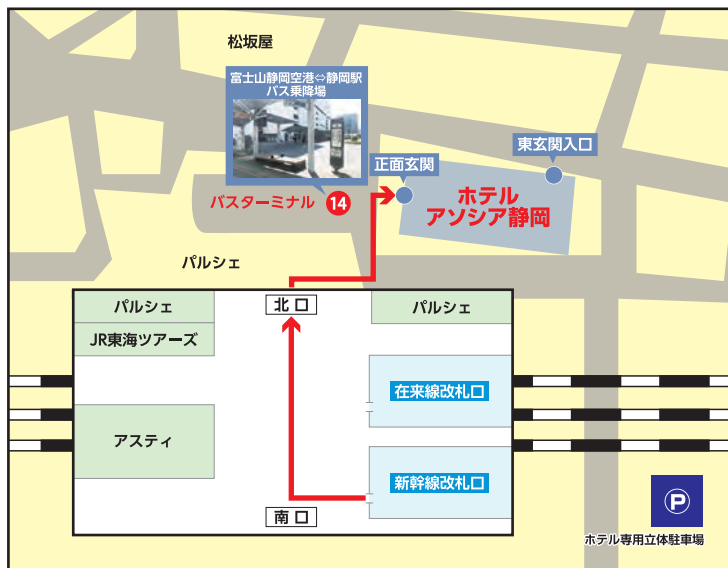 松坂屋
富士山静岡空港⇔静岡駅
バス乗降場
正面玄関
東玄関入口
バスターミナル 14
ホテル
アソシア静岡
パルシェ
パルシェ
北口
パルシェ
JR東海ツアーズ
在来線改札口
アスティ
新幹線改札口
南口
P
ホテル専用立体駐車場